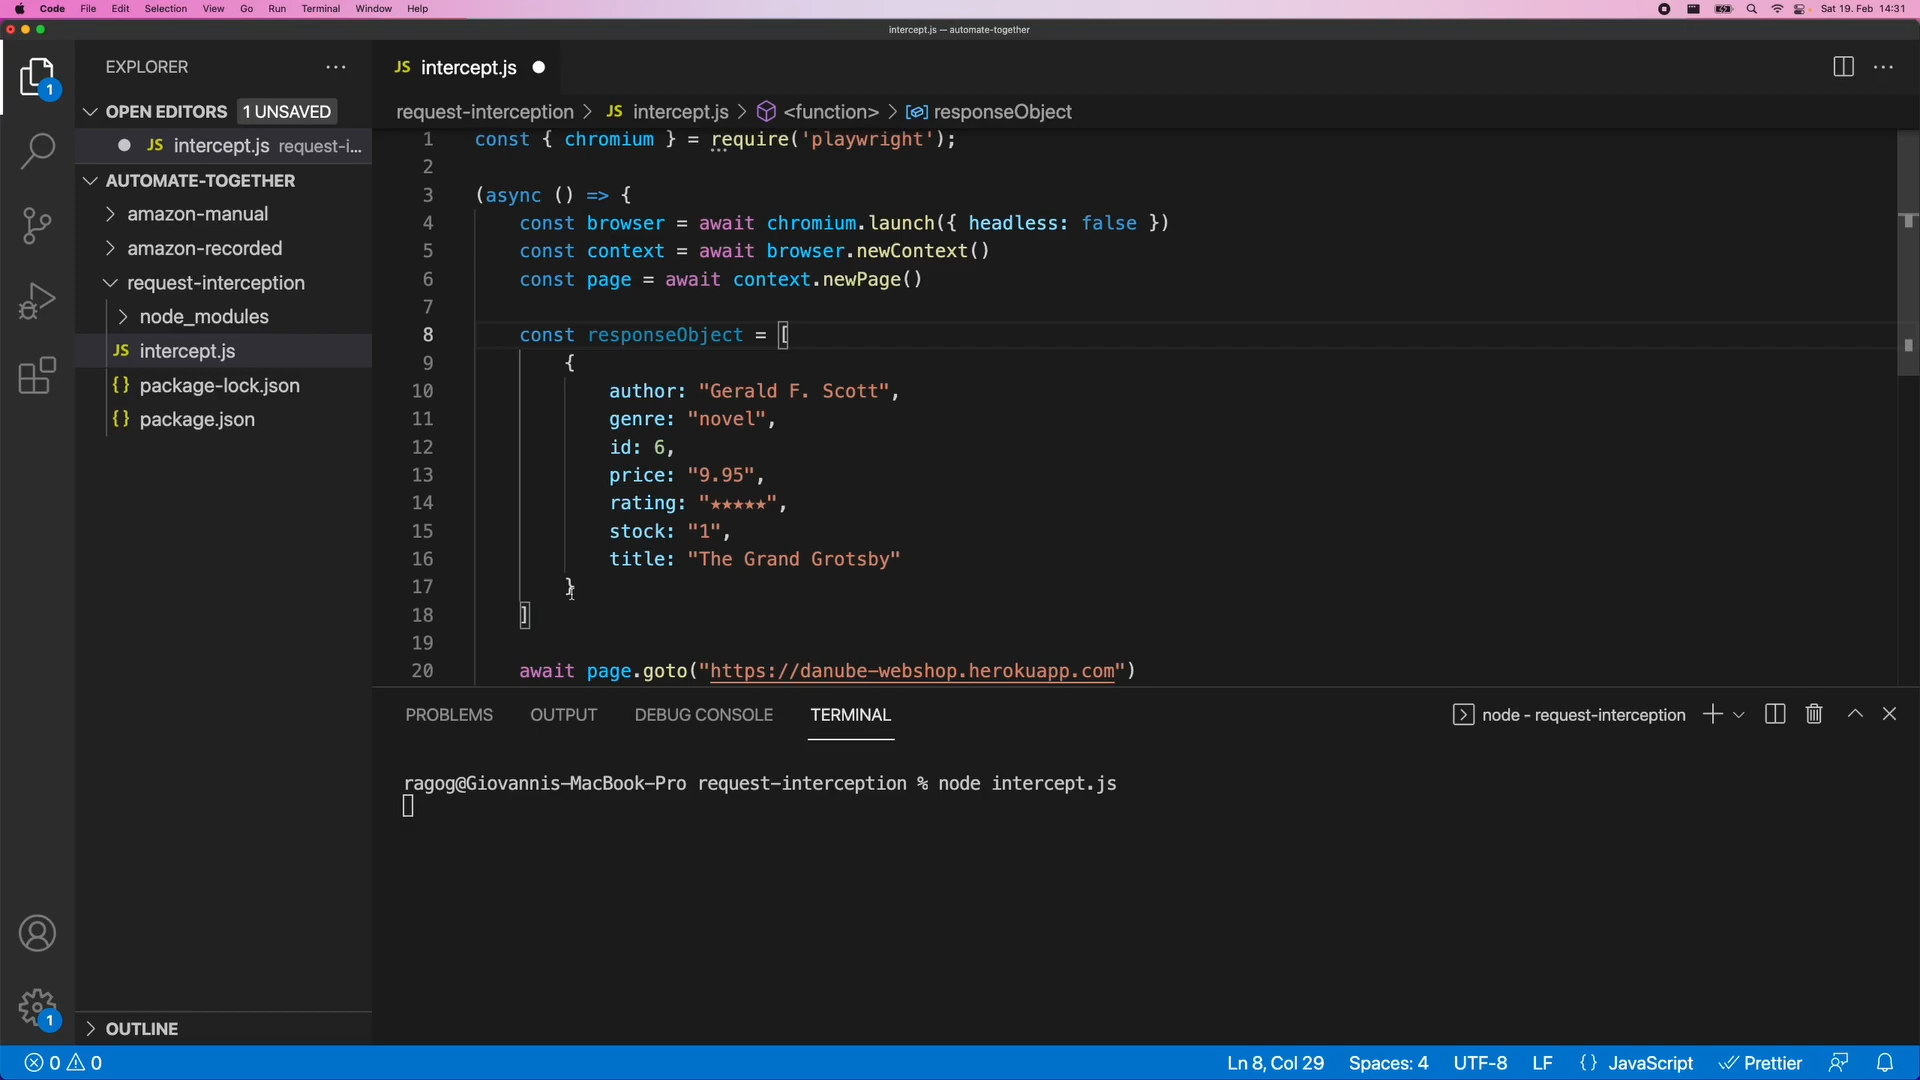 Code File Edit Selection View Go Run Terminal Window Help Sat 19. Feb 14:31
intercept.js — automate-together
EXPLORER
OPEN EDITORS 1 UNSAVED
JS intercept.js request-i...
AUTOMATE-TOGETHER
amazon-manual
amazon-recorded
request-interception
node_modules
JS intercept.js
{} package-lock.json
{} package.json
OUTLINE
1
1
JS intercept.js
request-interception > JS intercept.js > <function> > responseObject
1 const { chromium } = require('playwright');
2
3 (async () => {
4 const browser = await chromium.launch({ headless: false })
5 const context = await browser.newContext()
6 const page = await context.newPage()
7
8 const responseObject = [
9 {
10 author: "Gerald F. Scott",
11 genre: "novel",
12 id: 6,
13 price: "9.95",
14 rating: "★★★★★",
15 stock: "1",
16 title: "The Grand Grotsby"
17 }
18 ]
19
20 await page.goto("https://danube-webshop.herokuapp.com")
PROBLEMS OUTPUT DEBUG CONSOLE TERMINAL node - request-interception
ragog@Giovannis-MacBook-Pro request-interception % node intercept.js
0 0 Ln 8, Col 29 Spaces: 4 UTF-8 LF {} JavaScript Prettier